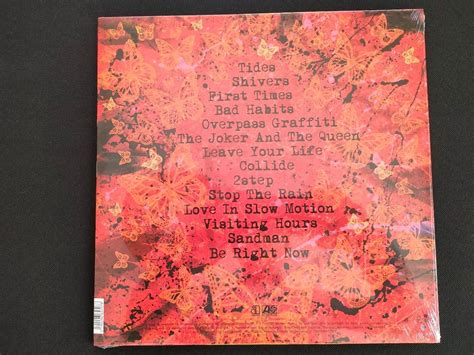 Tides
Shivers
First Times
Bad Habits
Overpass Graffiti
The Joker And The Queen
Leave Your Life
Collide
2step
Stop The Rain
Love In Slow Motion
Visiting Hours
Sandman
Be Right Now